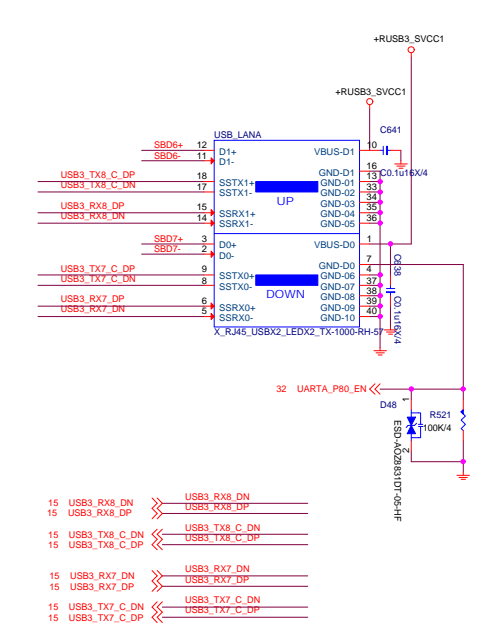 +RUSB3_SVCC1
+RUSB3_SVCC1
USB_LANA
C641
SBD6+ 12 D1+ VBUS-D1 10
SBD6- 11 D1-
GND-D1 16
C0.1u16X/4
USB3_TX8_C_DP 18 SSTX1+ GND-01 13
USB3_TX8_C_DN 17 SSTX1- GND-02 33
UP GND-03 34
USB3_RX8_DP 15 SSRX1+ GND-04 35
USB3_RX8_DN 14 SSRX1- GND-05 36
SBD7+ 3 D0+ VBUS-D0 1
SBD7- 2 D0-
GND-D0 7
C638
USB3_TX7_C_DP 9 SSTX0+ GND-06 4
USB3_TX7_C_DN 8 SSTX0- GND-07 37
DOWN GND-08 38
USB3_RX7_DP 6 SSRX0+ GND-09 39
USB3_RX7_DN 5 SSRX0- GND-10 40
C0.1u16X/4
X_RJ45_USBX2_LEDX2_TX-1000-RH-57
32 UARTA_P80_EN
D48
1
2
ESD-AOZ8831DT-05-HF
R521
100K/4
15 USB3_RX8_DN USB3_RX8_DN
15 USB3_RX8_DP USB3_RX8_DP
15 USB3_TX8_C_DN USB3_TX8_C_DN
15 USB3_TX8_C_DP USB3_TX8_C_DP
15 USB3_RX7_DN USB3_RX7_DN
15 USB3_RX7_DP USB3_RX7_DP
15 USB3_TX7_C_DN USB3_TX7_C_DN
15 USB3_TX7_C_DP USB3_TX7_C_DP